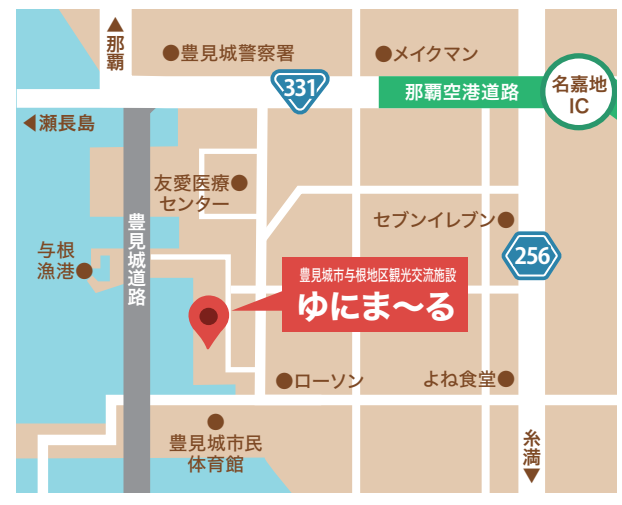 ▲
那覇
●豊見城警察署
●メイクマン
331
那覇空港道路
名嘉地
IC
◀瀬長島
友愛医療●
センター
豊見城道路
セブンイレブン●
与根
漁港●
256
豊見城市与根地区観光交流施設
ゆにま〜る
●ローソン
よね食堂●
●
豊見城市民
体育館
糸満
▼